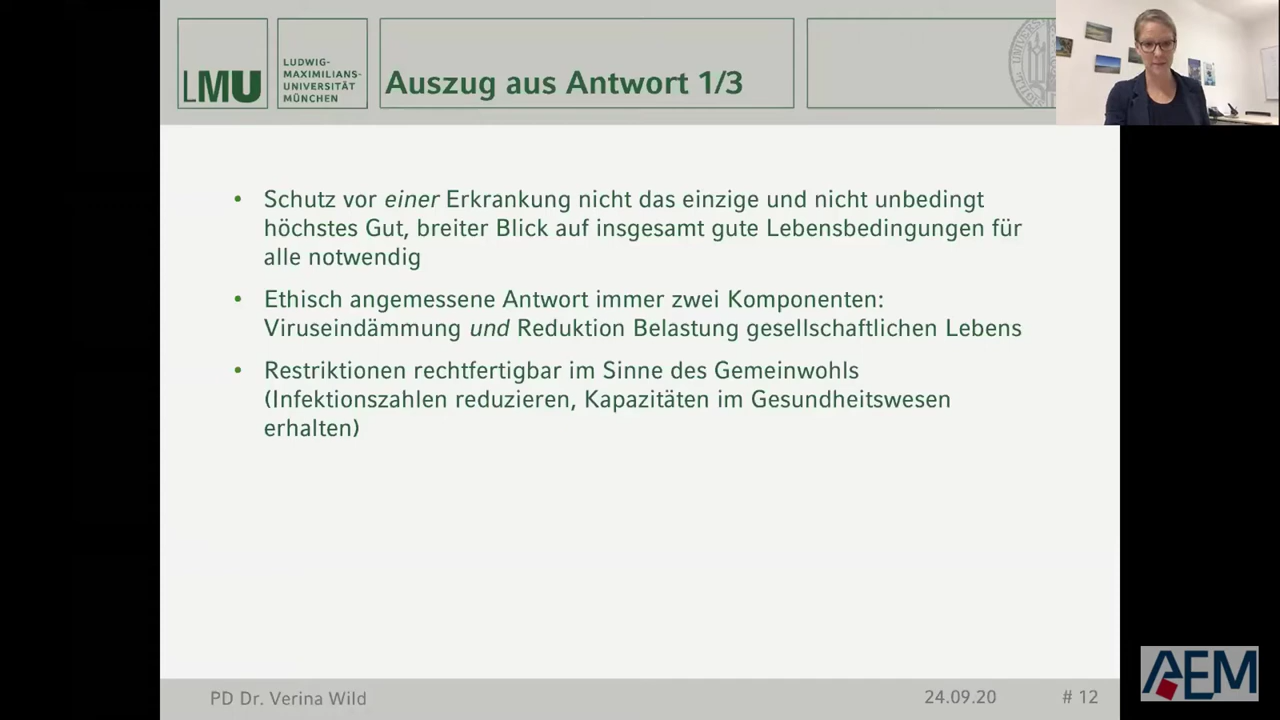 LMU
LUDWIG-
MAXIMILIANS-
UNIVERSITÄT
MÜNCHEN
Auszug aus Antwort 1/3
• Schutz vor einer Erkrankung nicht das einzige und nicht unbedingt
höchstes Gut, breiter Blick auf insgesamt gute Lebensbedingungen für
alle notwendig
• Ethisch angemessene Antwort immer zwei Komponenten:
Viruseindämmung und Reduktion Belastung gesellschaftlichen Lebens
• Restriktionen rechtfertigbar im Sinne des Gemeinwohls
(Infektionszahlen reduzieren, Kapazitäten im Gesundheitswesen
erhalten)
PD Dr. Verina Wild
24.09.20
# 12
AEM